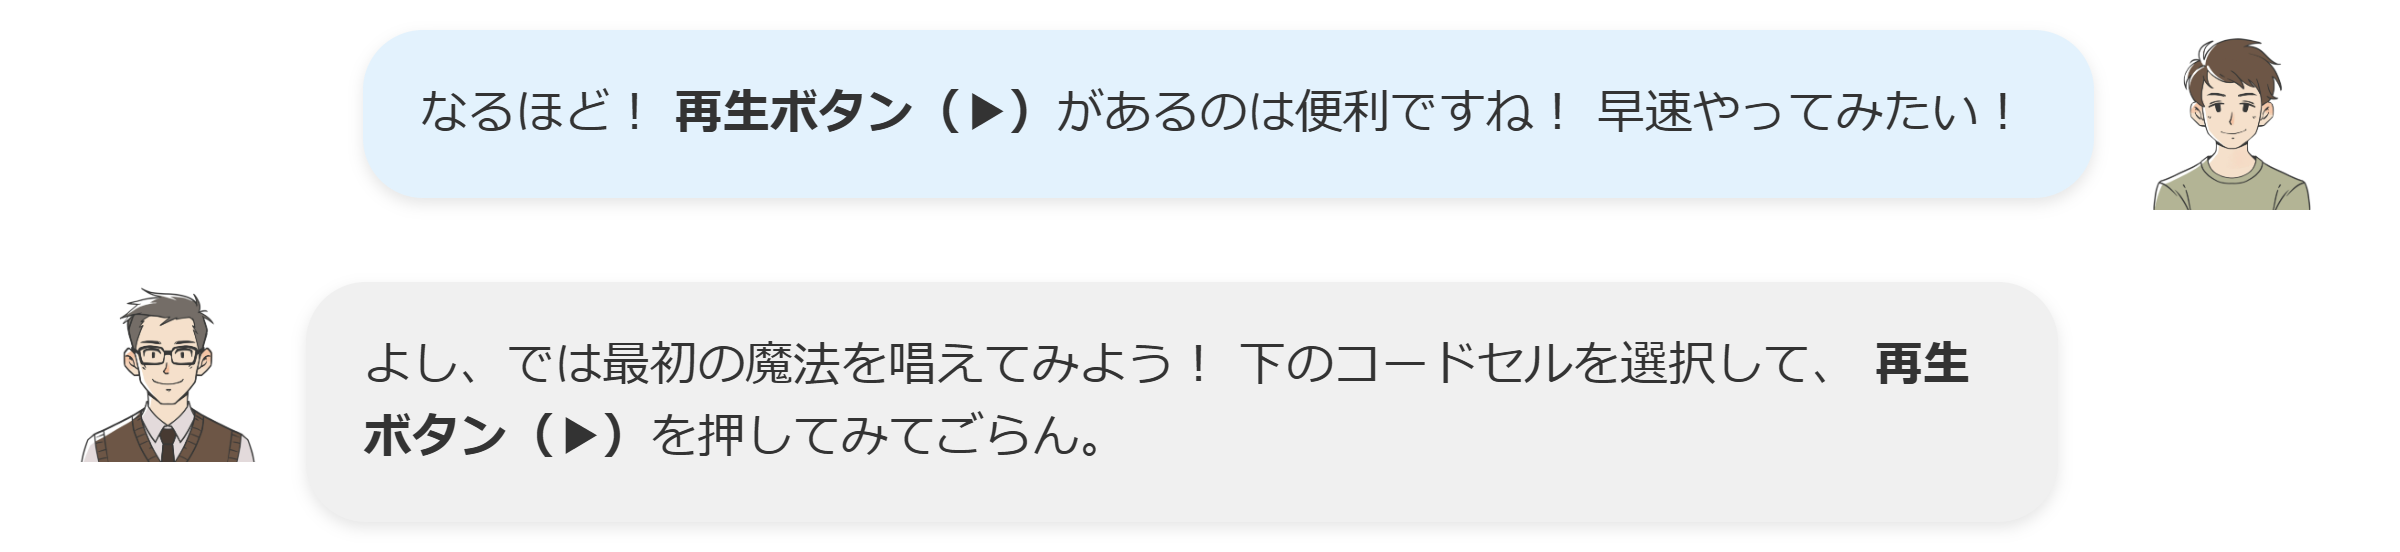 なるほど！ 再生ボタン（▶）があるのは便利ですね！ 早速やってみたい！
よし、では最初の魔法を唱えてみよう！ 下のコードセルを選択して、 再生
ボタン（▶）を押してみてごらん。